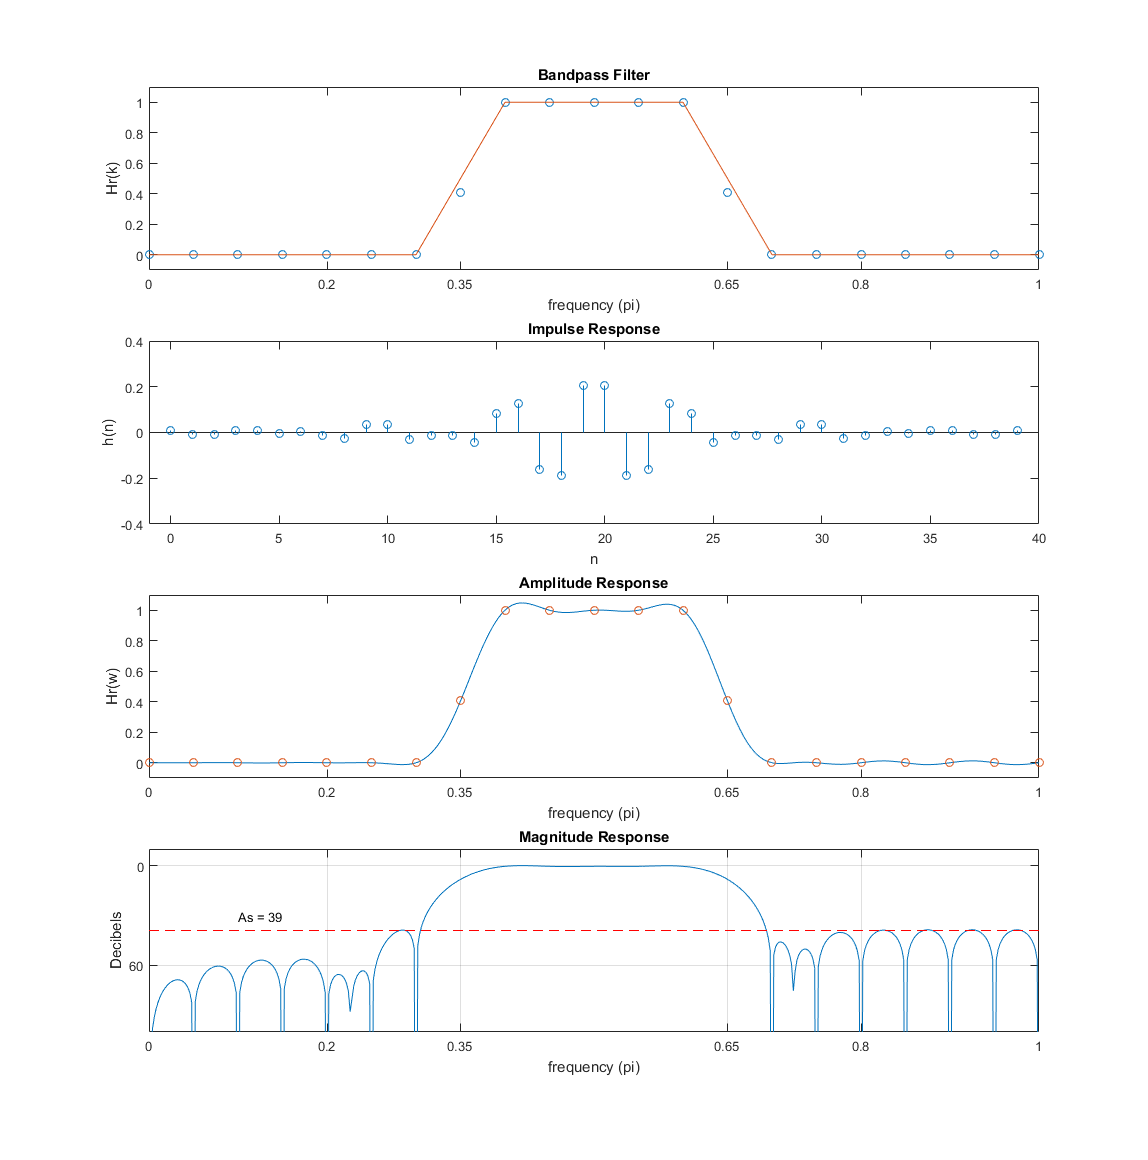 Bandpass Filter
1
0.8
0.6
0.4
0.2
0
Hr(k)
0 0.2 0.35 0.65 0.8 1
frequency (pi)
Impulse Response
0.4
0.2
0
-0.2
-0.4
h(n)
0 5 10 15 20 25 30 35 40
n
Amplitude Response
1
0.8
0.6
0.4
0.2
0
Hr(w)
0 0.2 0.35 0.65 0.8 1
frequency (pi)
Magnitude Response
0
As = 39
60
Decibels
0 0.2 0.35 0.65 0.8 1
frequency (pi)